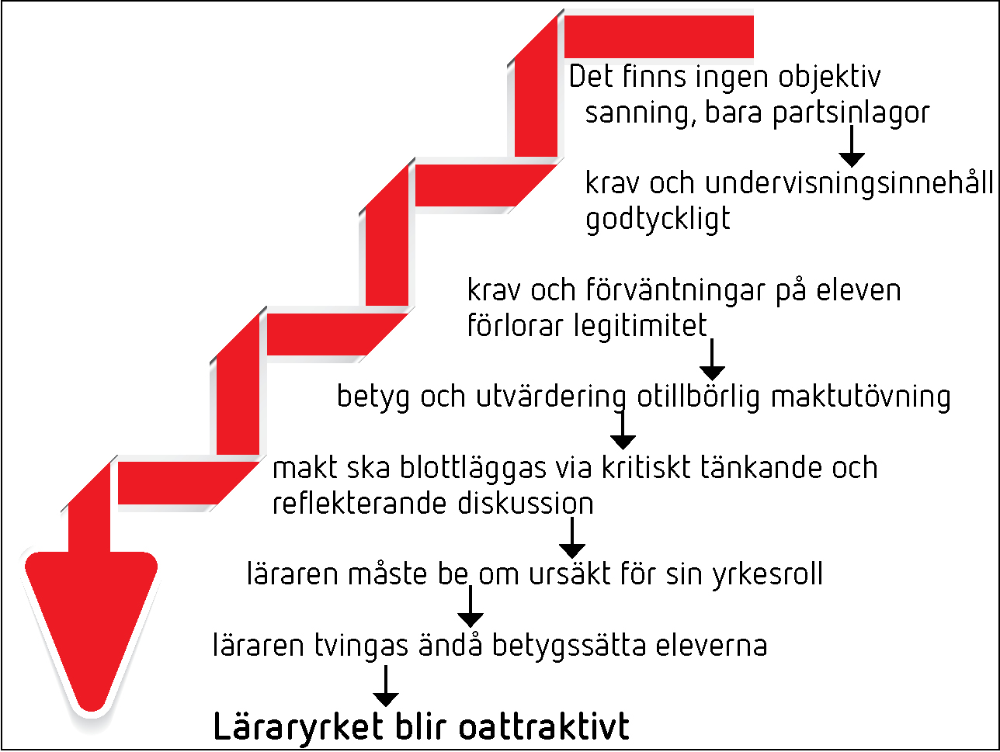 Det finns ingen objektiv
sanning, bara partsinlagor
krav och undervisningsinnehåll
godtyckligt
krav och förväntningar på eleven
förlorar legitimitet
betyg och utvärdering otillbörlig maktutövning
makt ska blottläggas via kritiskt tänkande och
reflekterande diskussion
läraren måste be om ursäkt för sin yrkesroll
läraren tvingas ändå betygssätta eleverna
Läraryrket blir oattraktivt